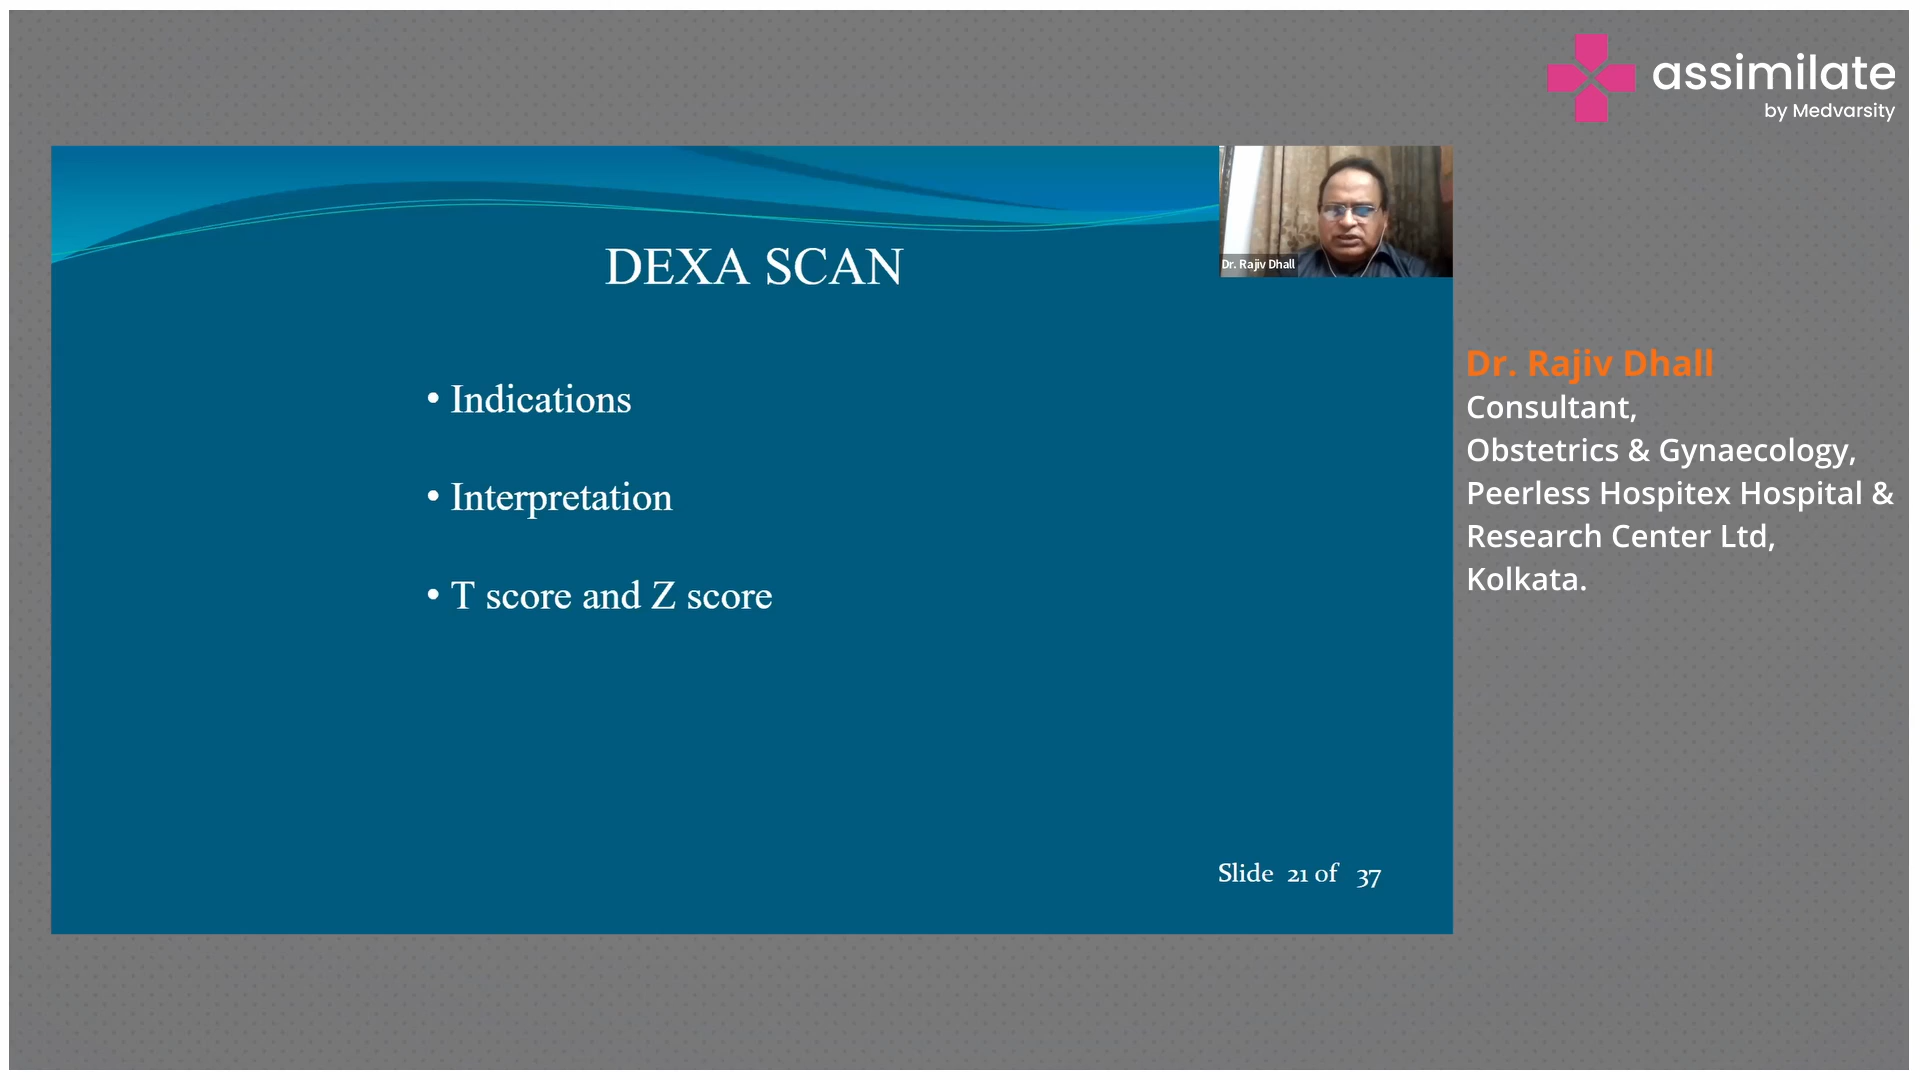 assimilate
by Medvarsity
Dr. Rajiv Dhall
DEXA SCAN
• Indications
• Interpretation
• T score and Z score
Slide 21 of 37
Dr. Rajiv Dhall
Consultant,
Obstetrics & Gynaecology,
Peerless Hospitex Hospital &
Research Center Ltd,
Kolkata.